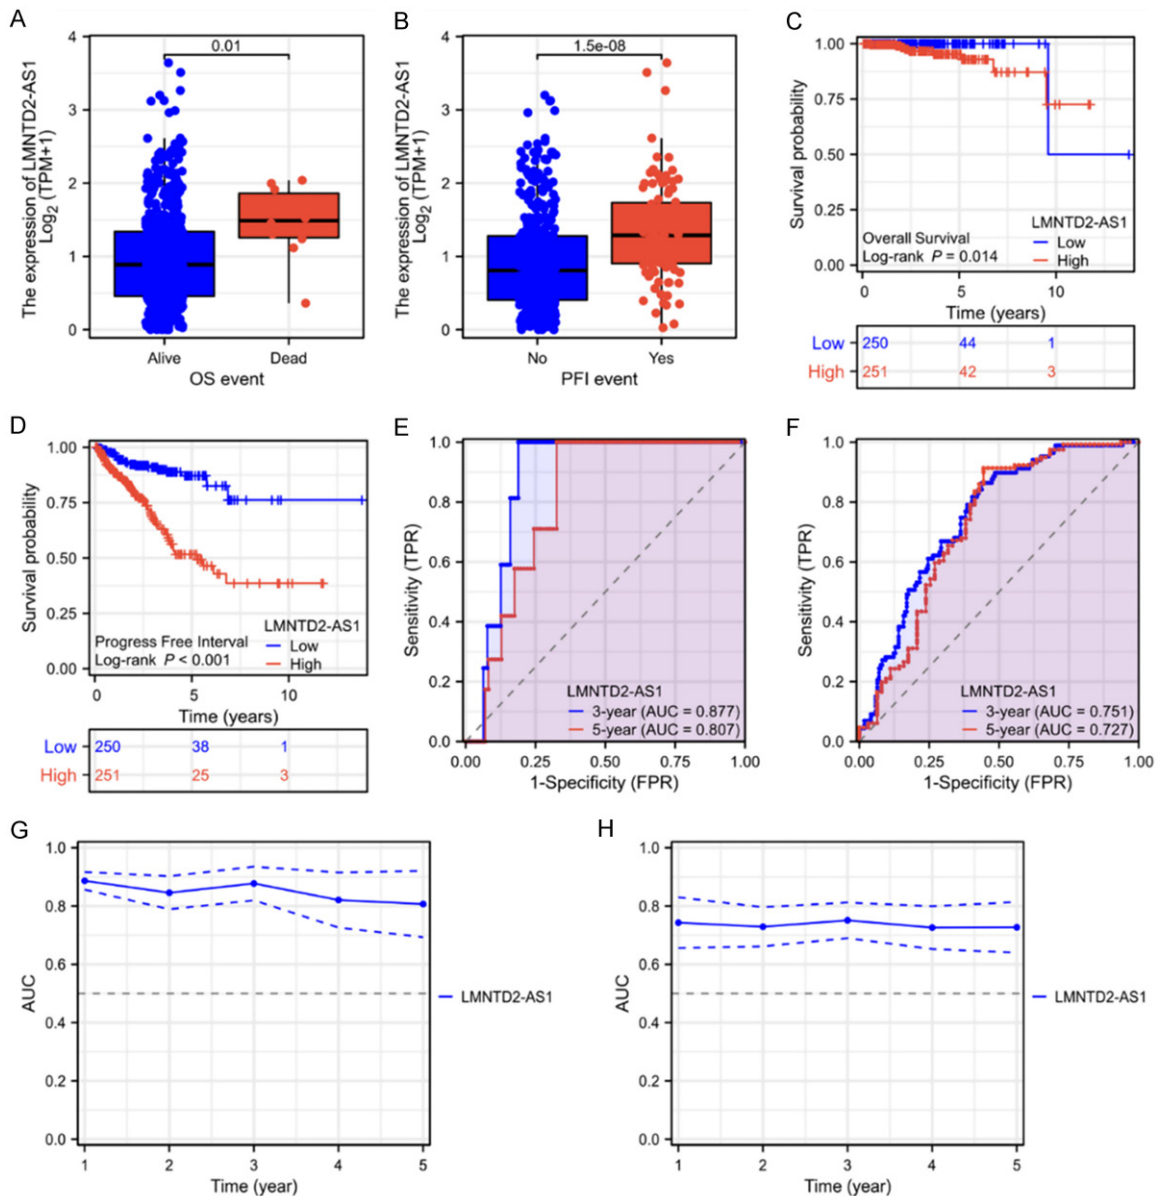 A
The expression of LMNTD2-AS1
Log2 (TPM+1)
4
3
2
1
0
0.01
Alive
Dead
OS event
B
The expression of LMNTD2-AS1
Log2 (TPM+1)
4
3
2
1
0
1.5e-08
No
Yes
PFI event
C
Survival probability
1.00
0.75
0.50
0.25
0.00
Overall Survival
Log-rank P = 0.014
LMNTD2-AS1
Low
High
0
5
10
Time (years)
Low 250 44 1
High 251 42 3
D
Survival probability
1.00
0.75
0.50
0.25
0.00
Progress Free Interval
Log-rank P < 0.001
LMNTD2-AS1
Low
High
0
5
10
Time (years)
Low 250 38 1
High 251 25 3
E
Sensitivity (TPR)
1.0
0.8
0.6
0.4
0.2
0.0
LMNTD2-AS1
3-year (AUC = 0.877)
5-year (AUC = 0.807)
0.00 0.25 0.50 0.75 1.00
1-Specificity (FPR)
F
Sensitivity (TPR)
1.0
0.8
0.6
0.4
0.2
0.0
LMNTD2-AS1
3-year (AUC = 0.751)
5-year (AUC = 0.727)
0.00 0.25 0.50 0.75 1.00
1-Specificity (FPR)
G
AUC
1.0
0.8
0.6
0.4
0.2
0.0
1 2 3 4 5
Time (year)
LMNTD2-AS1
H
AUC
1.0
0.8
0.6
0.4
0.2
0.0
1 2 3 4 5
Time (year)
LMNTD2-AS1